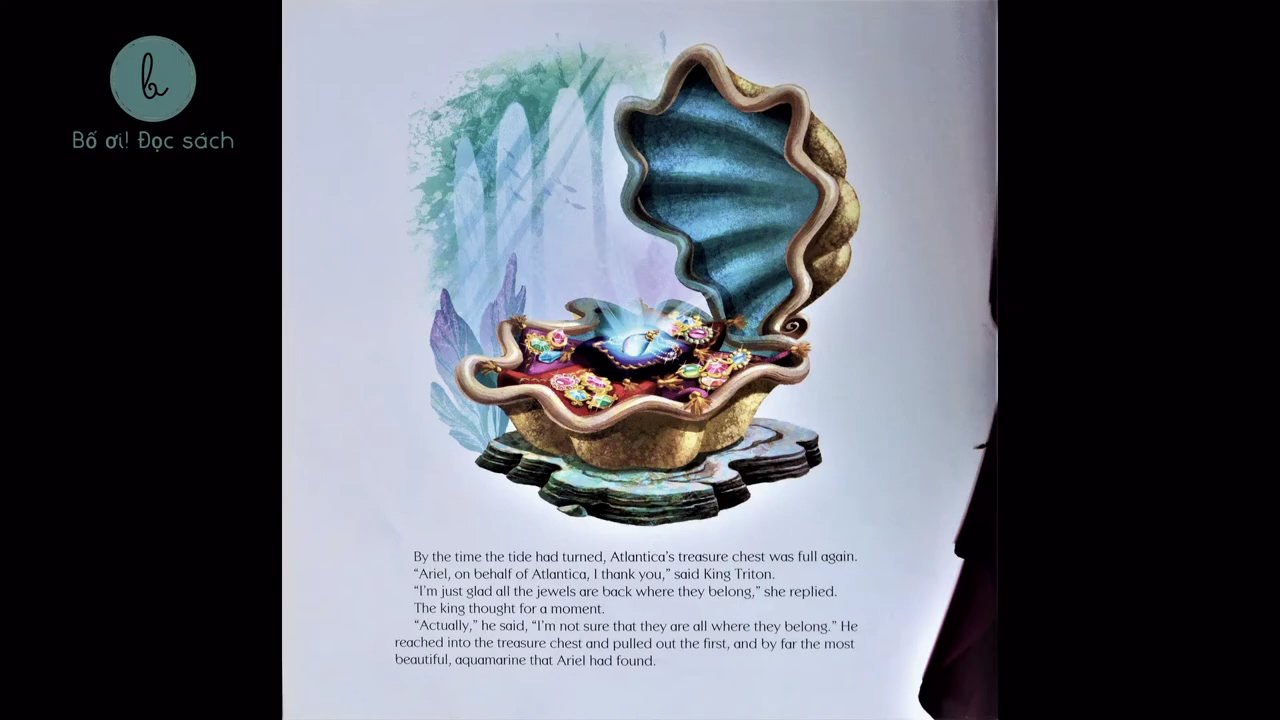 b
Bố ơi! Đọc sách
By the time the tide had turned, Atlantica's treasure chest was full again.
“Ariel, on behalf of Atlantica, I thank you,” said King Triton.
“I'm just glad all the jewels are back where they belong,” she replied.
The king thought for a moment.
“Actually,” he said, “I'm not sure that they are all where they belong.” He
reached into the treasure chest and pulled out the first, and by far the most
beautiful, aquamarine that Ariel had found.